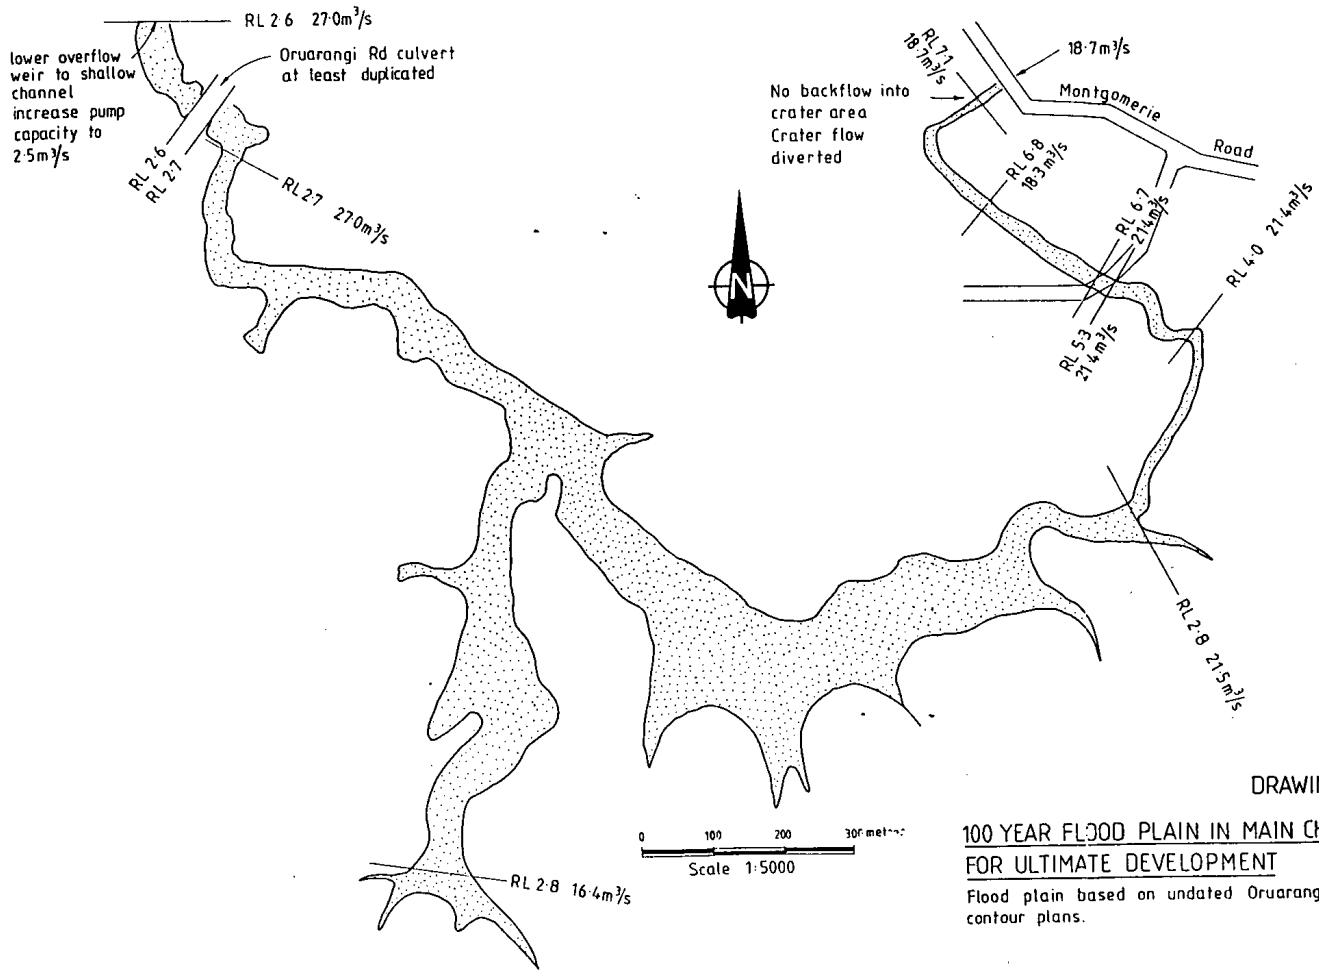 RL 2·6 27·0m³/s
lower overflow
weir to shallow
channel
increase pump
capacity to
2·5m³/s
Oruarangi Rd culvert
at least duplicated
RL 2·6
RL 2·7
RL 2·7 27·0m³/s
No backflow into
crater area
Crater flow
diverted
RL 7·1
18·7m³/s
18·7m³/s
Montgomerie
Road
RL 6·8
18·3m³/s
RL 6·7
21·4m³/s
RL 4·0 21·4m³/s
RL 5·3
21·4m³/s
N
RL 2·8 21·5m³/s
RL 2·8 16·4m³/s
0 100 200 300 metres
Scale 1:5000
DRAWI
100 YEAR FLOOD PLAIN IN MAIN CH
FOR ULTIMATE DEVELOPMENT
Flood plain based on undated Oruarang
contour plans.